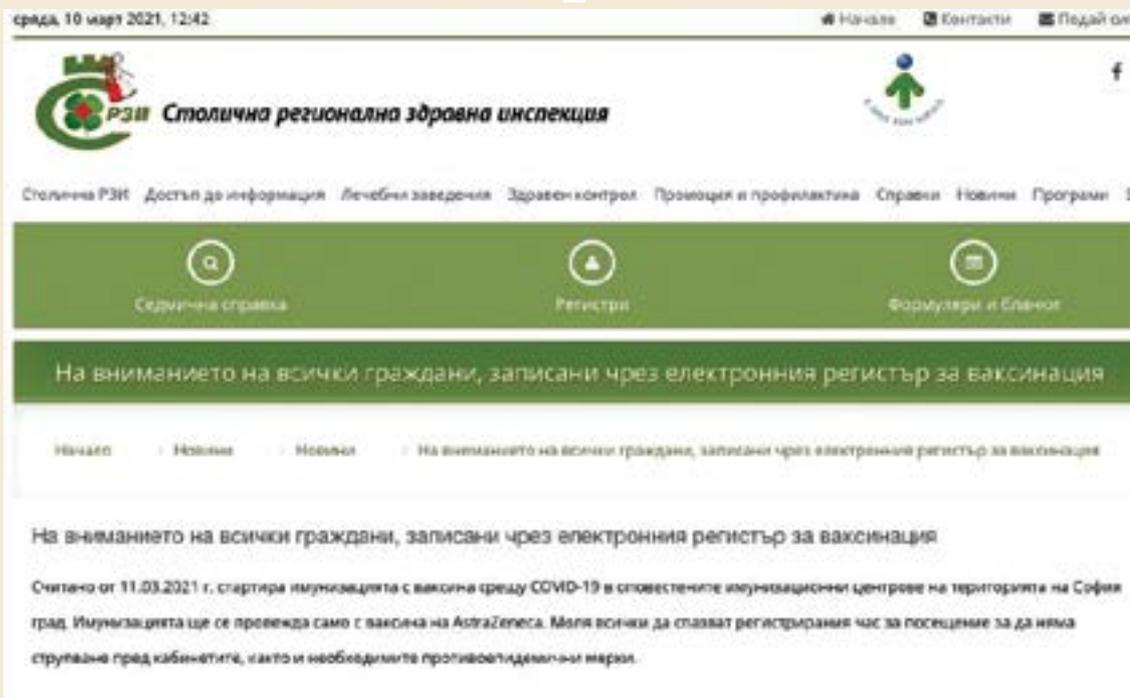 сряда, 10 март 2021, 12:42 Начало Контакти Подай сиг
РЗИ Столична регионална здравна инспекция
Столична РЗИ Достъп до информация Лечебни заведения Здравен контрол Промоция и профилактика Справки Новини Програми
Седмична справка Регистри Формуляри и бланки
На вниманието на всички граждани, записани чрез електронния регистър за ваксинация
Начало Новини Новини На вниманието на всички граждани, записани чрез електронния регистър за ваксинация
На вниманието на всички граждани, записани чрез електронния регистър за ваксинация
Считано от 11.03.2021 г. стартира имунизацията с ваксина срещу COVID-19 в оповестените имунизационни центрове на територията на София
град. Имунизацията ще се провежда само с ваксина на AstraZeneca. Моля всички да спазват регистрирания час за посещение за да няма
струпване пред кабинетите, както и необходимите противоепидемични мерки.